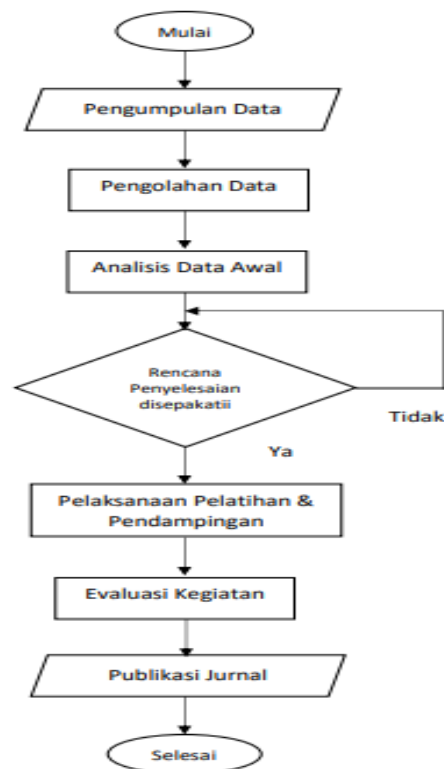 Mulai
Pengumpulan Data
Pengolahan Data
Analisis Data Awal
Rencana
Penyelesaian
disepakatii
Tidak
Ya
Pelaksanaan Pelatihan &
Pendampingan
Evaluasi Kegiatan
Publikasi Jurnal
Selesai